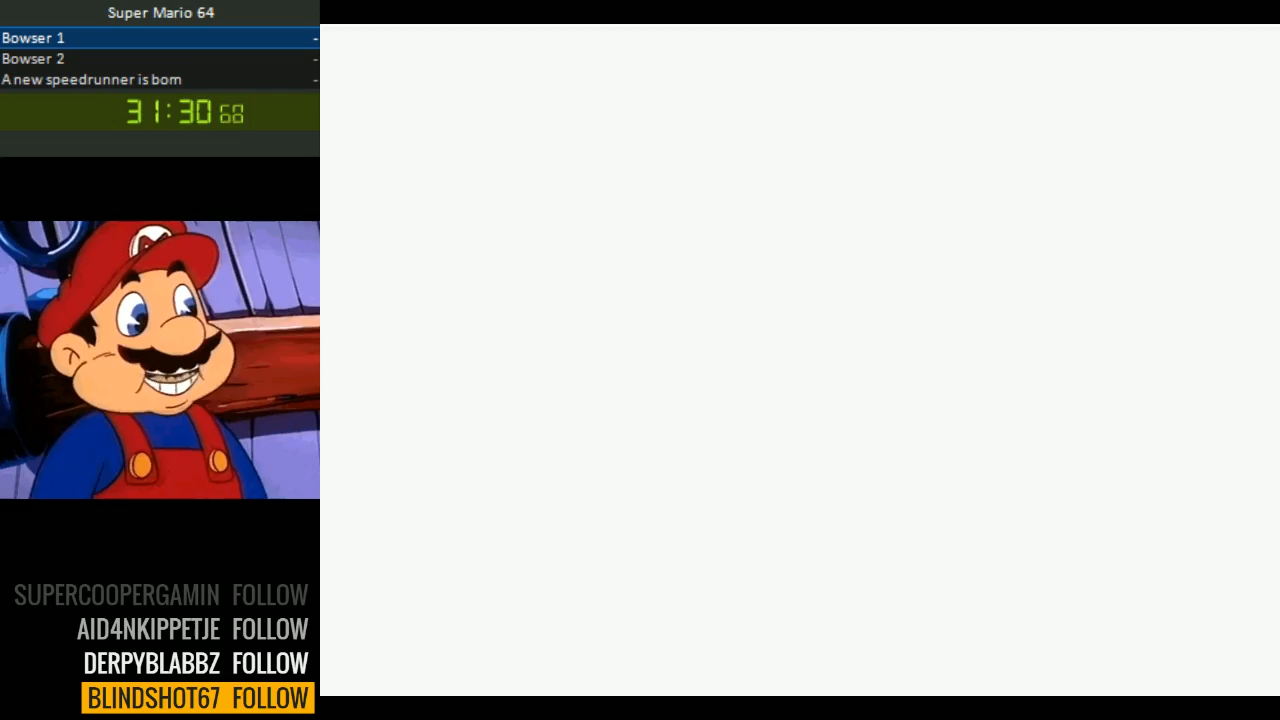 Super Mario 64
Bowser 1 -
Bowser 2 -
A new speedrunner is born -
31:30 68
M
SUPERCOOPERGAMIN FOLLOW
AID4NKIPPETJE FOLLOW
DERPYBLABBZ FOLLOW
BLINDSHOT67 FOLLOW